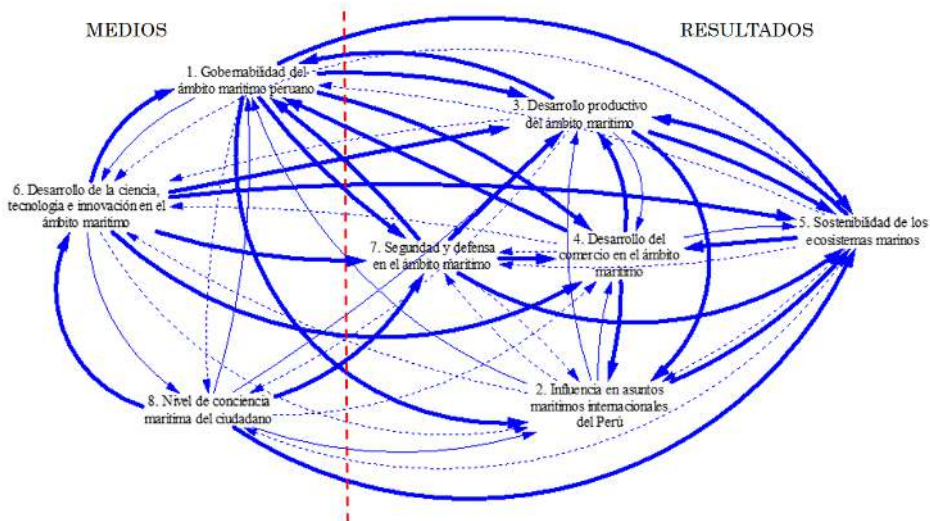 MEDIOS
RESULTADOS
1. Gobernabilidad del
ámbito marítimo peruano
3. Desarrollo productivo
del ámbito marítimo
6. Desarrollo de la ciencia,
tecnología e innovación en el
ámbito marítimo
7. Seguridad y defensa
en el ámbito marítimo
4. Desarrollo del
comercio en el ámbito
marítimo
5. Sostenibilidad de los
ecosistemas marinos
8. Nivel de conciencia
marítima del ciudadano
2. Influencia en asuntos
marítimos internacionales
del Perú